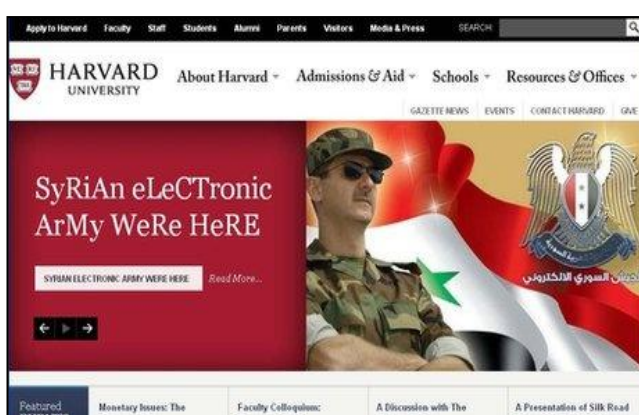 Apply to Harvard Faculty Staff Students Alumni Parents Visitors Media & Press SEARCH:
HARVARD
UNIVERSITY
About Harvard Admissions & Aid Schools Resources & Offices
GAZETTE NEWS EVENTS CONTACT HARVARD GIVE
SyRiAn eLeCTronic
ArMy WeRe HeRE
SYRIAN ELECTRONIC ARMY WERE HERE Read More...
السوري الالكتروني
Featured Monetary Issues: The Faculty Colloquium: A Discussion with The A Presentation of Silk Road